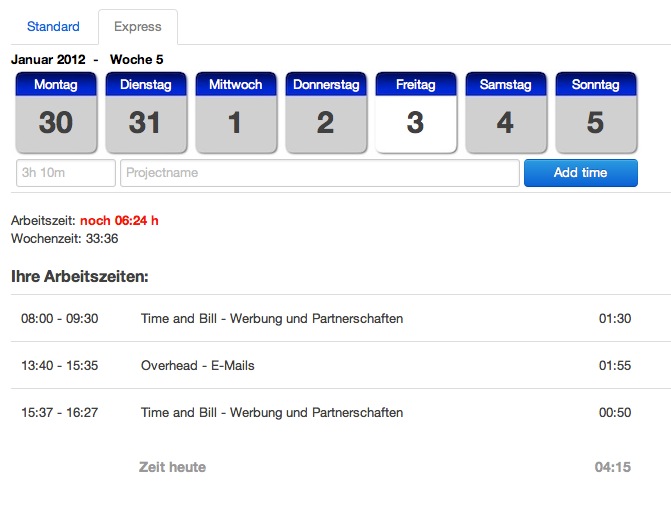 Standard Express
Januar 2012 - Woche 5
Montag Dienstag Mittwoch Donnerstag Freitag Samstag Sonntag
30 31 1 2 3 4 5
3h 10m Projectname Add time
Arbeitszeit: noch 06:24 h
Wochenzeit: 33:36
Ihre Arbeitszeiten:
08:00 - 09:30 Time and Bill - Werbung und Partnerschaften 01:30
13:40 - 15:35 Overhead - E-Mails 01:55
15:37 - 16:27 Time and Bill - Werbung und Partnerschaften 00:50
Zeit heute 04:15